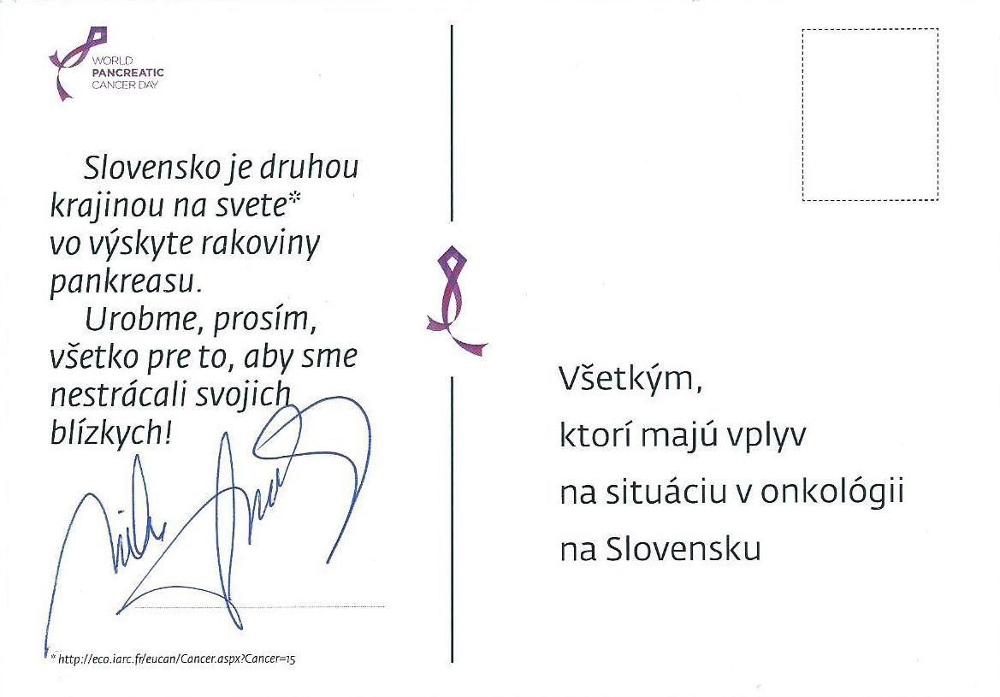 WORLD
PANCREATIC
CANCER DAY
Slovensko je druhou
krajinou na svete*
vo výskyte rakoviny
pankreasu.
Urobme, prosím,
všetko pre to, aby sme
nestrácali svojich
blízkych!
* http://eco.iarc.fr/eucan/Cancer.aspx?Cancer=15
Všetkým,
ktorí majú vplyv
na situáciu v onkológii
na Slovensku